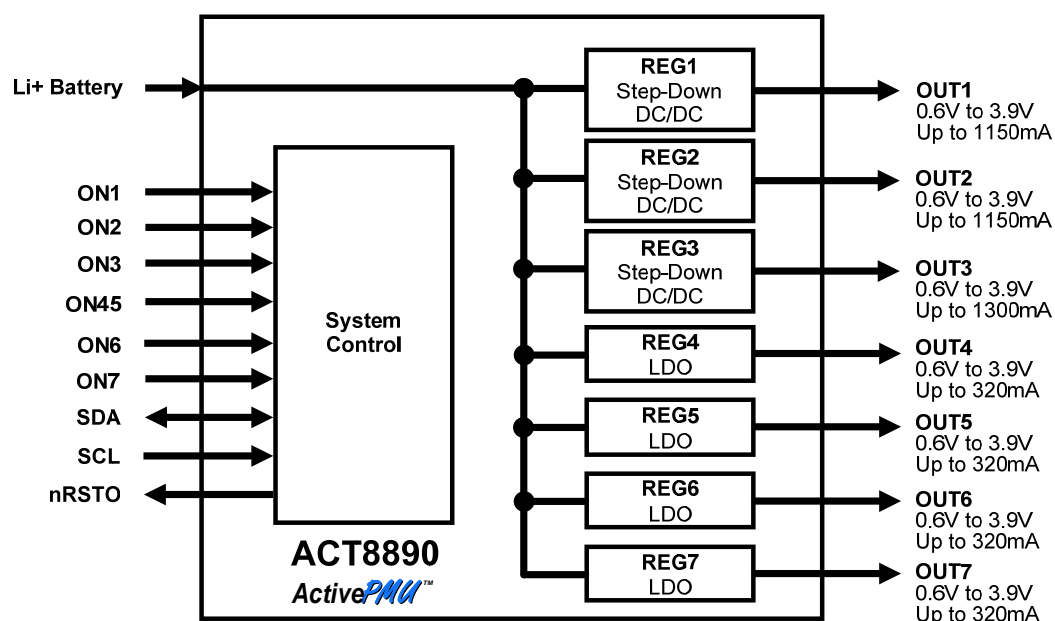 Li+ Battery
ON1
ON2
ON3
ON45
ON6
ON7
SDA
SCL
nRSTO
System
Control
ACT8890
ActivePMU™
REG1
Step-Down
DC/DC
REG2
Step-Down
DC/DC
REG3
Step-Down
DC/DC
REG4
LDO
REG5
LDO
REG6
LDO
REG7
LDO
OUT1
0.6V to 3.9V
Up to 1150mA
OUT2
0.6V to 3.9V
Up to 1150mA
OUT3
0.6V to 3.9V
Up to 1300mA
OUT4
0.6V to 3.9V
Up to 320mA
OUT5
0.6V to 3.9V
Up to 320mA
OUT6
0.6V to 3.9V
Up to 320mA
OUT7
0.6V to 3.9V
Up to 320mA